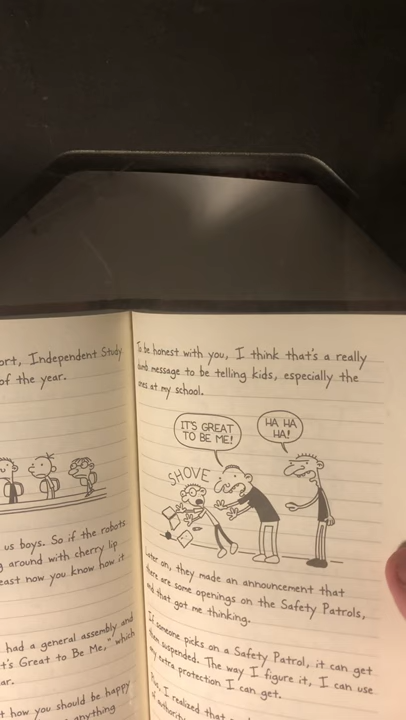 ort, Independent Study
of the year.
us boys. So if the robots
around with cherry lip
east now you know how it
had a general assembly and
t's Great to Be Me," which
ar.
t how you should be happy
anything
To be honest with you, I think that's a really
dumb message to be telling kids, especially the
ones at my school.
IT'S GREAT
TO BE ME!
HA HA
HA!
SHOVE
Later on, they made an announcement that
there are some openings on the Safety Patrols,
and that got me thinking.
If someone picks on a Safety Patrol, it can get
them suspended. The way I figure it, I can use
any extra protection I can get.
Plus, I realized that
of authority